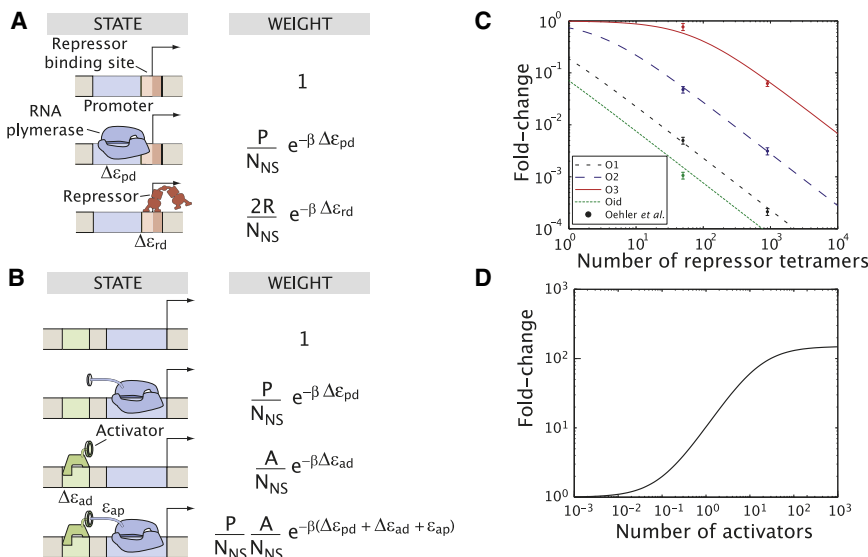 A
STATE
WEIGHT
Repressor
binding site
Promoter
1
RNA
plymerase
Δε_pd
P/N_NS e^{−β Δε_pd}
Repressor
Δε_rd
2R/N_NS e^{−β Δε_rd}
B
STATE
WEIGHT
1
P/N_NS e^{−β Δε_pd}
Activator
Δε_ad
A/N_NS e^{−βΔε_ad}
ε_ap
P/N_NS A/N_NS e^{−β(Δε_pd + Δε_ad + ε_ap)}
C
Fold–change
10^0
10^−1
10^−2
10^−3
10^−4
O1
O2
O3
Oid
Oehler et al.
10^0 10^1 10^2 10^3 10^4
Number of repressor tetramers
D
Fold–change
10^3
10^2
10^1
10^0
10^−3 10^−2 10^−1 10^0 10^1 10^2 10^3
Number of activators